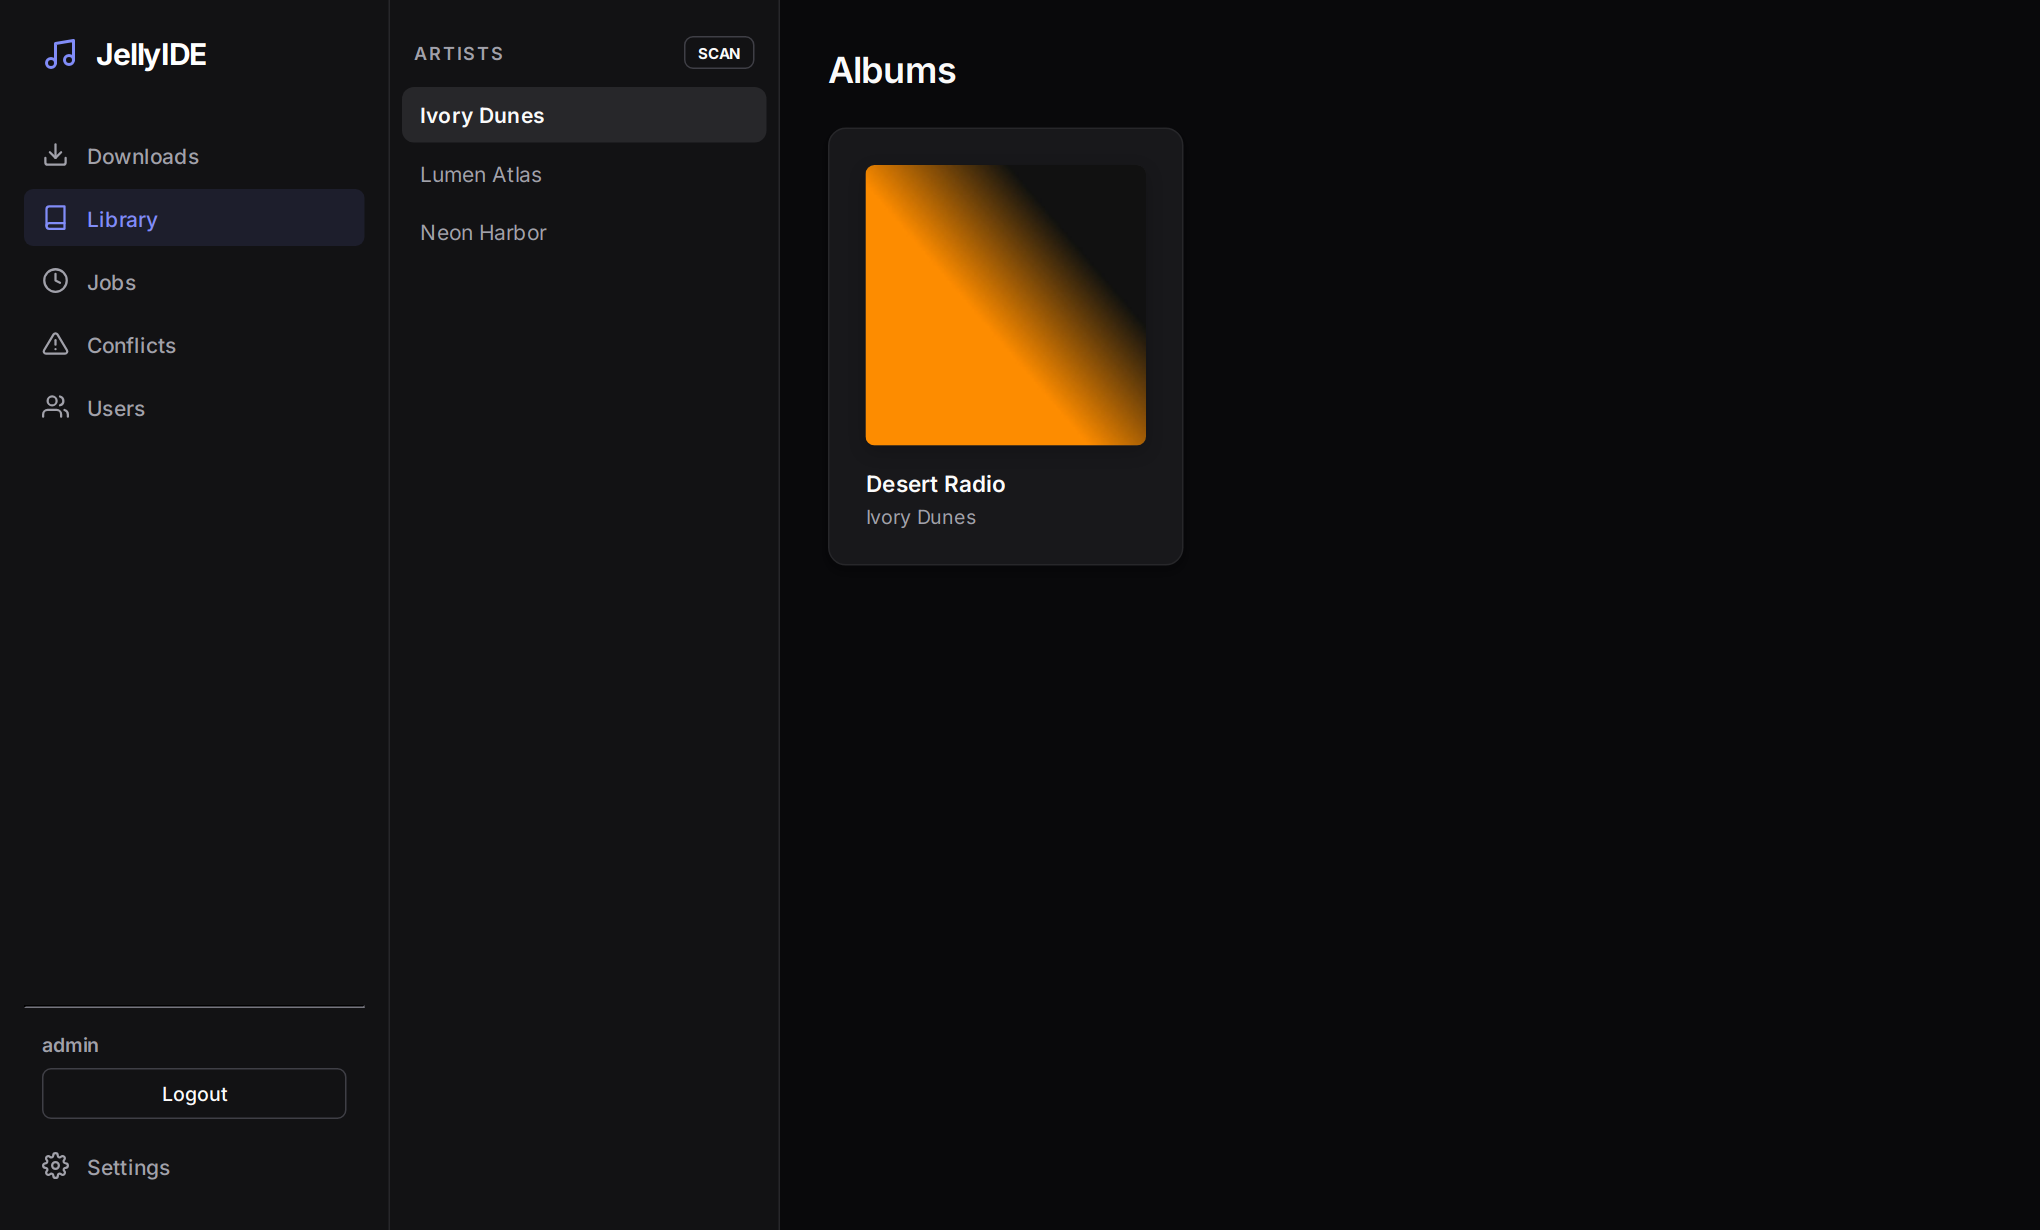 JellyIDE
Downloads
Library
Jobs
Conflicts
Users
admin
Logout
Settings
ARTISTS
SCAN
Ivory Dunes
Lumen Atlas
Neon Harbor
Albums
Desert Radio
Ivory Dunes